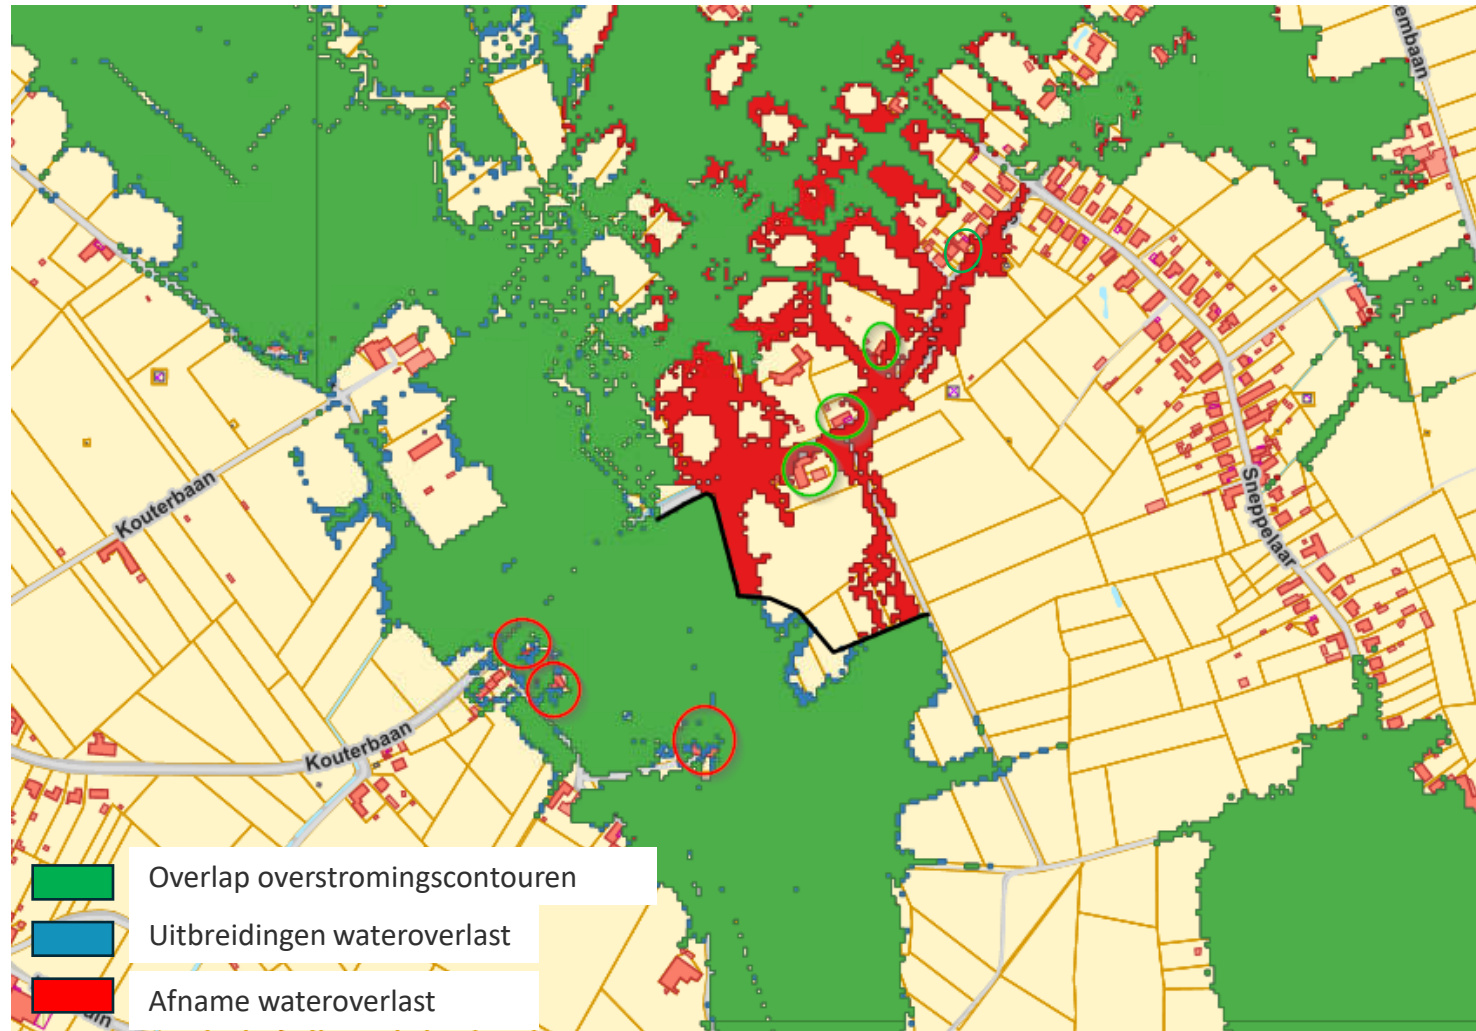 embaan
Kouterbaan
Sneppelaar
Kouterbaan
Overlap overstromingscontouren
Uitbreidingen wateroverlast
Afname wateroverlast